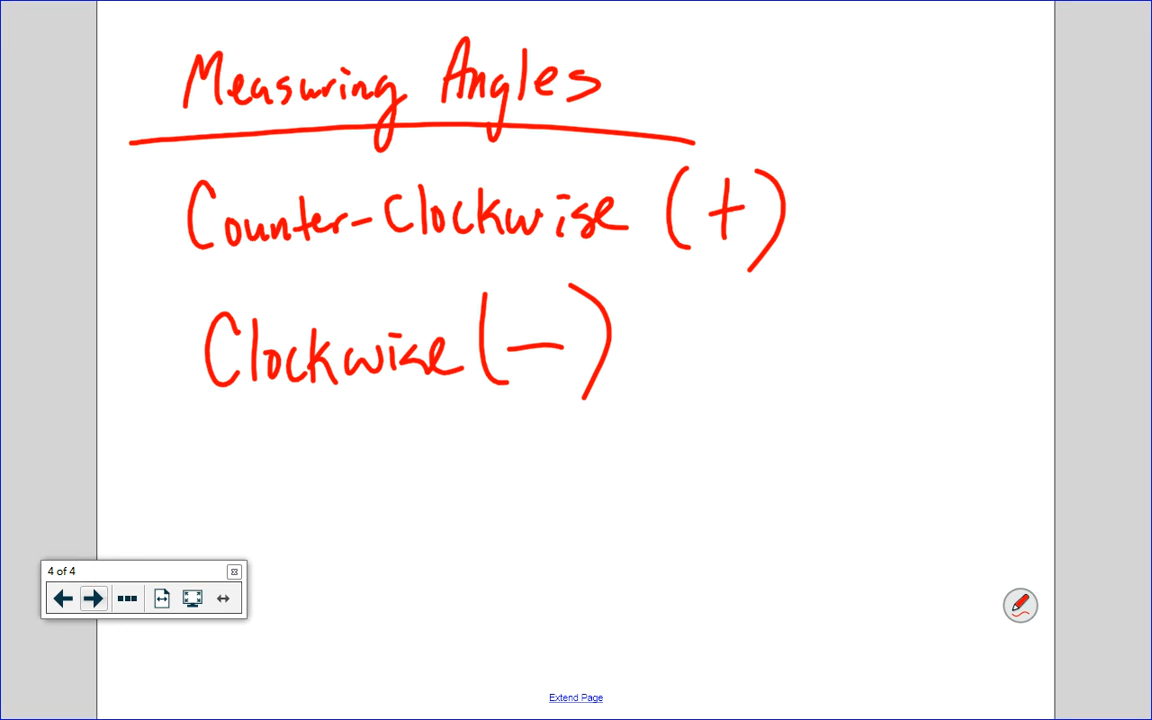 Measuring Angles
Counter-Clockwise (+)
Clockwise (-)
4 of 4
Extend Page